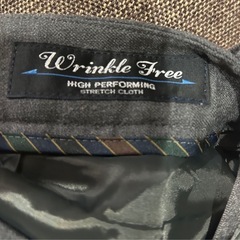 Wrinkle Free
HIGH PERFORMING
STRETCH CLOTH